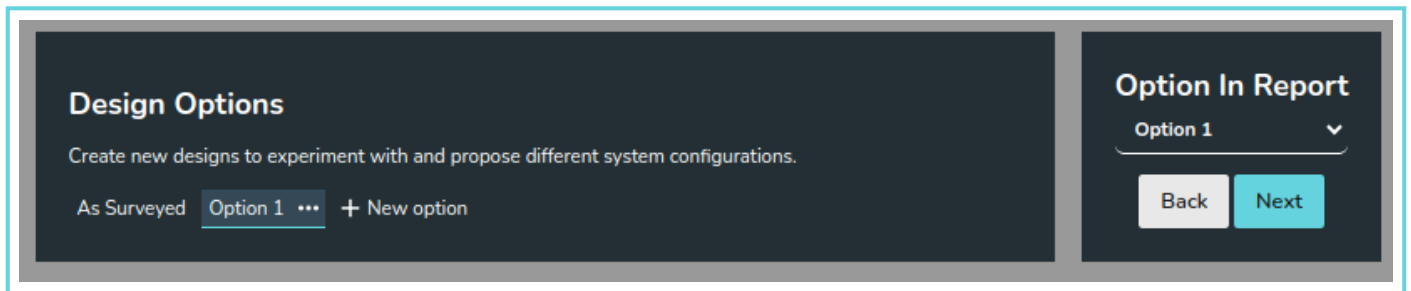 Design Options
Create new designs to experiment with and propose different system configurations.
As Surveyed Option 1 ••• + New option
Option In Report
Option 1
Back Next